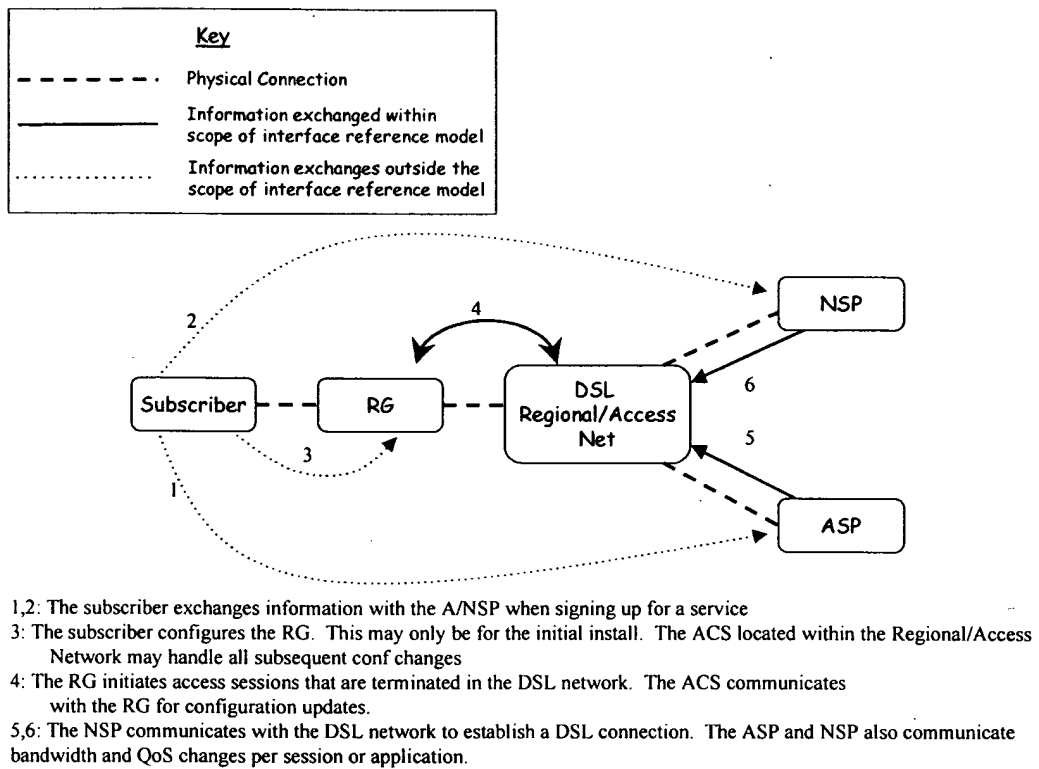 Key
Physical Connection
Information exchanged within
scope of interface reference model
Information exchanges outside the
scope of interface reference model
2
4
NSP
6
Subscriber
RG
DSL
Regional/Access
Net
3
5
1
ASP
1,2: The subscriber exchanges information with the A/NSP when signing up for a service
3: The subscriber configures the RG. This may only be for the initial install. The ACS located within the Regional/Access
Network may handle all subsequent conf changes
4: The RG initiates access sessions that are terminated in the DSL network. The ACS communicates
with the RG for configuration updates.
5,6: The NSP communicates with the DSL network to establish a DSL connection. The ASP and NSP also communicate
bandwidth and QoS changes per session or application.